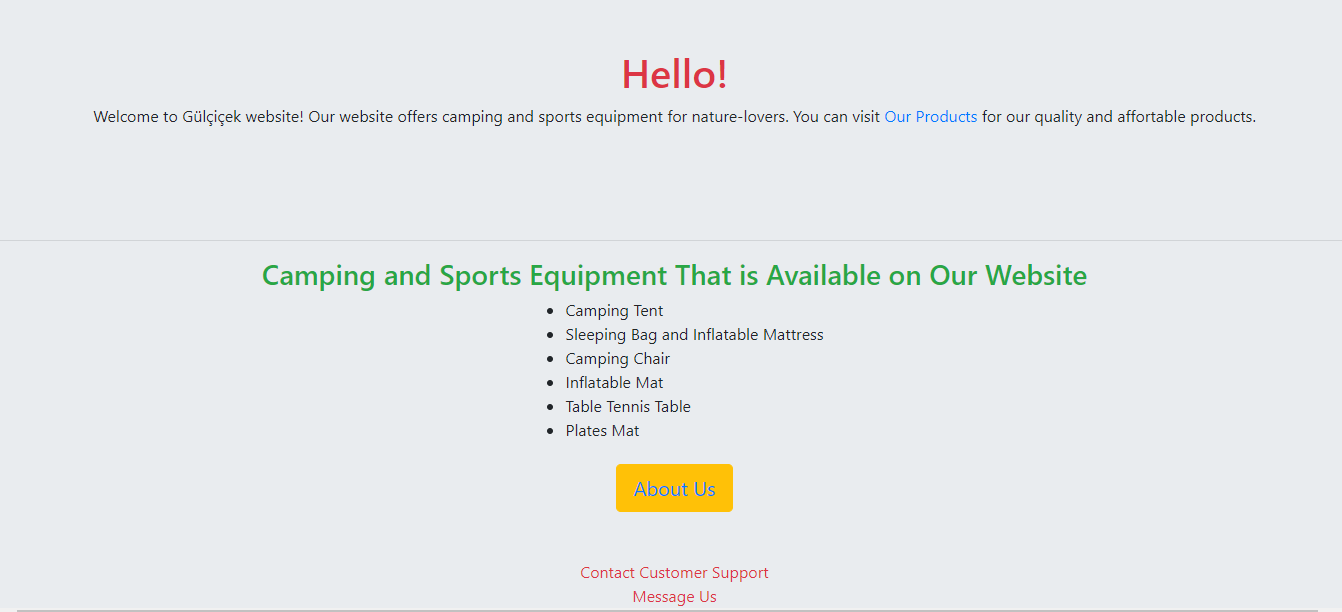 Hello!
Welcome to Gülçiçek website! Our website offers camping and sports equipment for nature-lovers. You can visit Our Products for our quality and affortable products.
Camping and Sports Equipment That is Available on Our Website
Camping Tent
Sleeping Bag and Inflatable Mattress
Camping Chair
Inflatable Mat
Table Tennis Table
Plates Mat
About Us
Contact Customer Support
Message Us